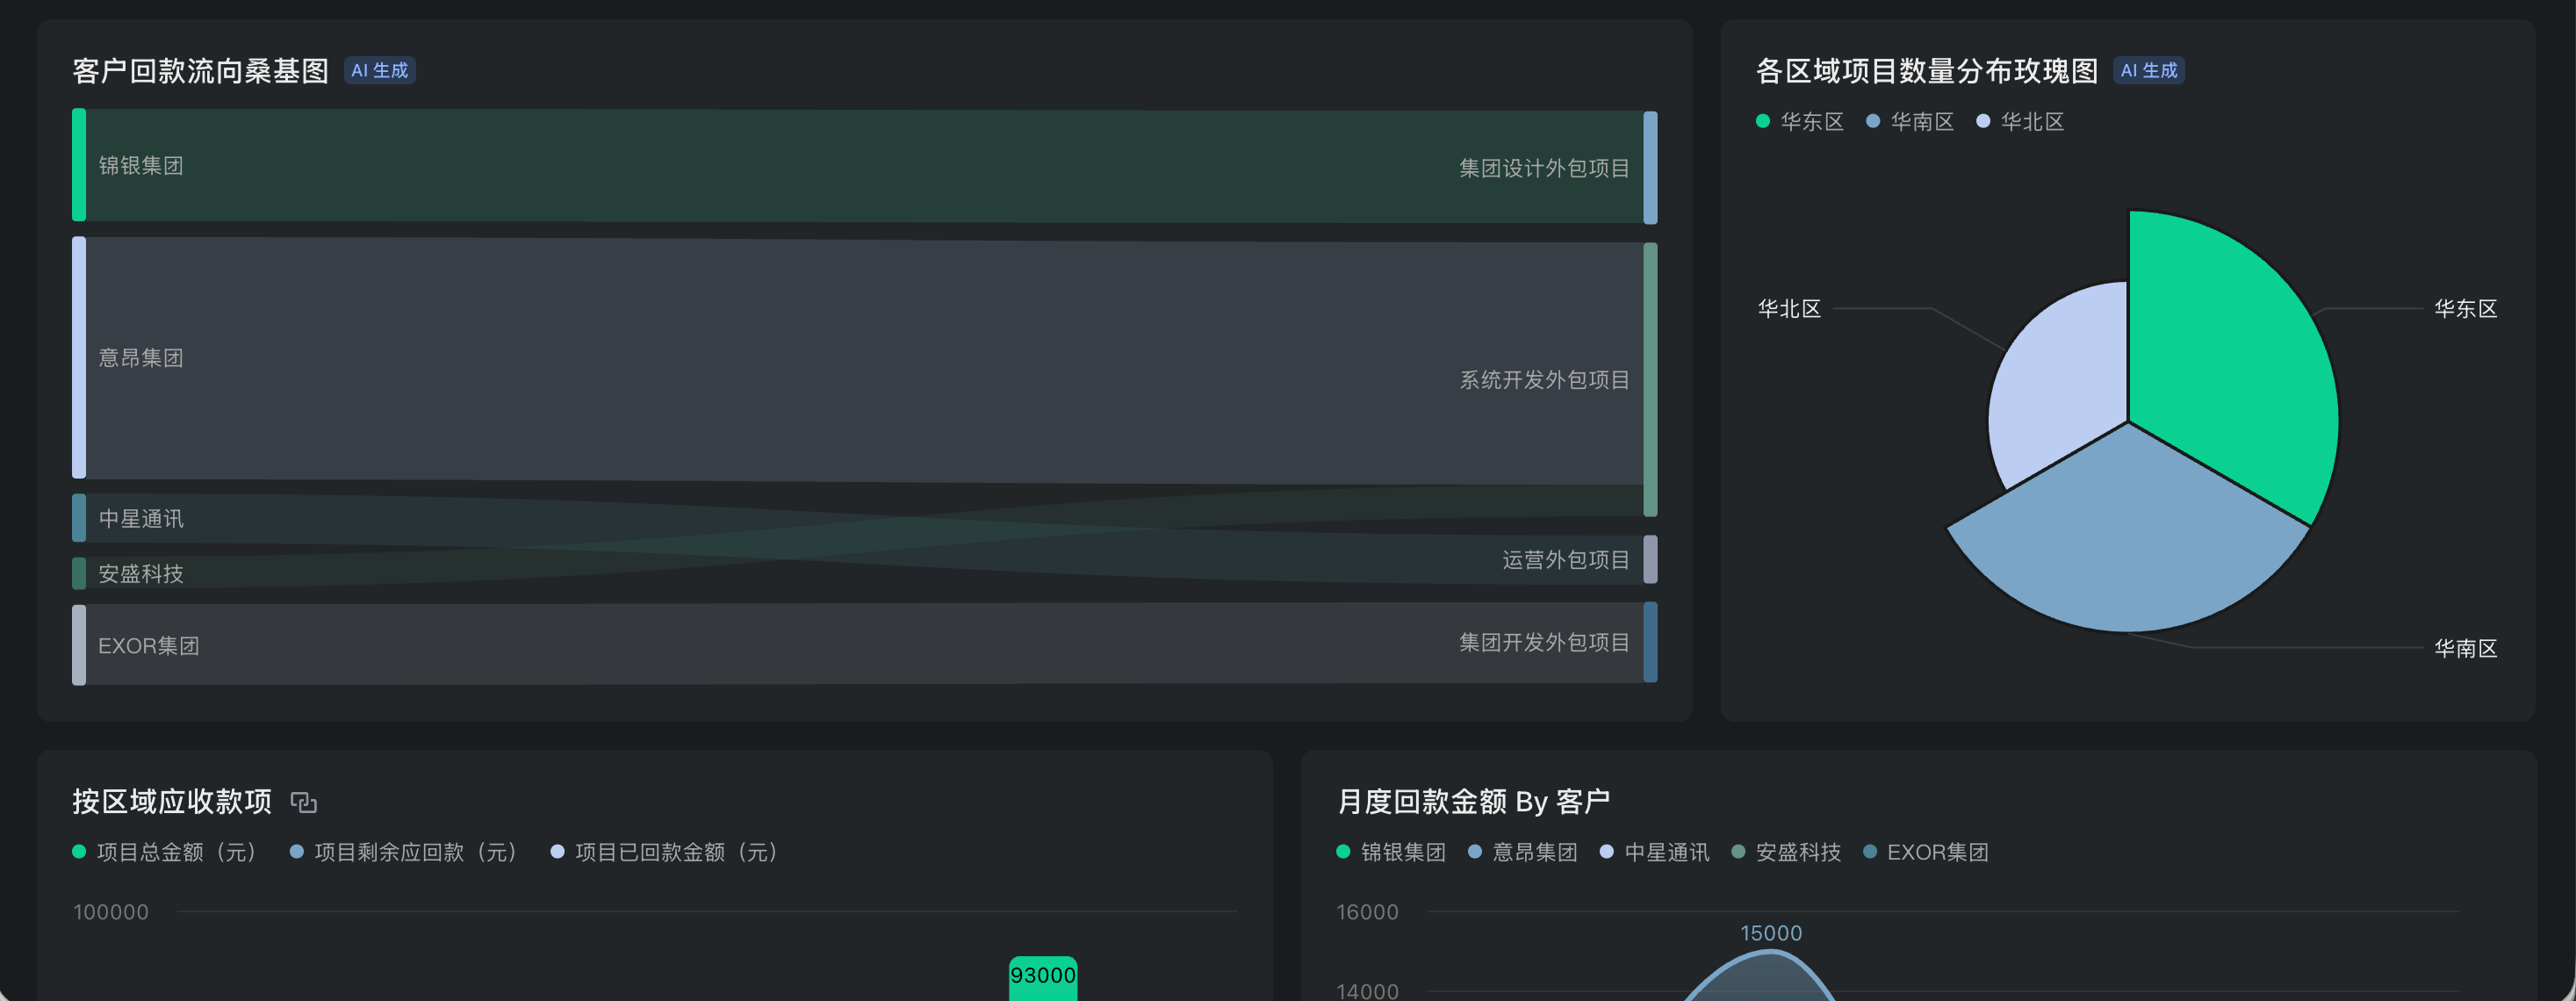 客户回款流向桑基图 AI 生成
锦银集团
集团设计外包项目
意昂集团
系统开发外包项目
中星通讯
运营外包项目
安盛科技
EXOR集团
集团开发外包项目
各区域项目数量分布玫瑰图 AI 生成
华东区 华南区 华北区
华北区
华东区
华南区
按区域应收款项
项目总金额（元） 项目剩余应回款（元） 项目已回款金额（元）
100000
93000
月度回款金额 By 客户
锦银集团 意昂集团 中星通讯 安盛科技 EXOR集团
16000
15000
14000